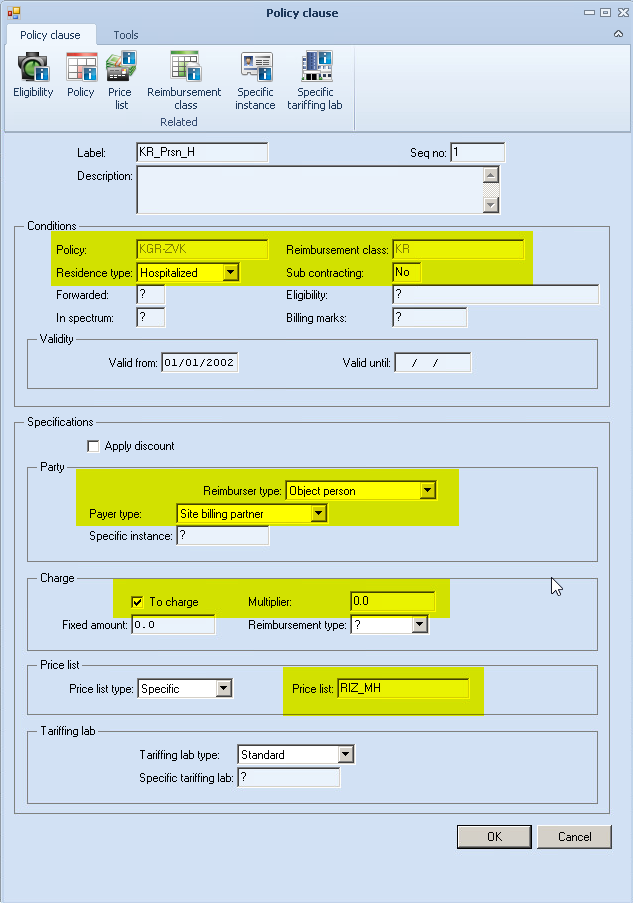 Policy clause
Policy clause Tools
Eligibility Policy Price list Reimbursement class Specific instance Specific tariffing lab
Related
Label: KR_Prsn_H Seq no: 1
Description:
Conditions
Policy: KGR-ZVK Reimbursement class: KR
Residence type: Hospitalized Sub contracting: No
Forwarded: ? Eligibility: ?
In spectrum: ? Billing marks: ?
Validity
Valid from: 01/01/2002 Valid until: / /
Specifications
Apply discount
Party
Reimburser type: Object person
Payer type: Site billing partner
Specific instance: ?
Charge
To charge Multiplier: 0.0
Fixed amount: 0.0 Reimbursement type: ?
Price list
Price list type: Specific Price list: RIZ_MH
Tariffing lab
Tariffing lab type: Standard
Specific tariffing lab: ?
OK Cancel